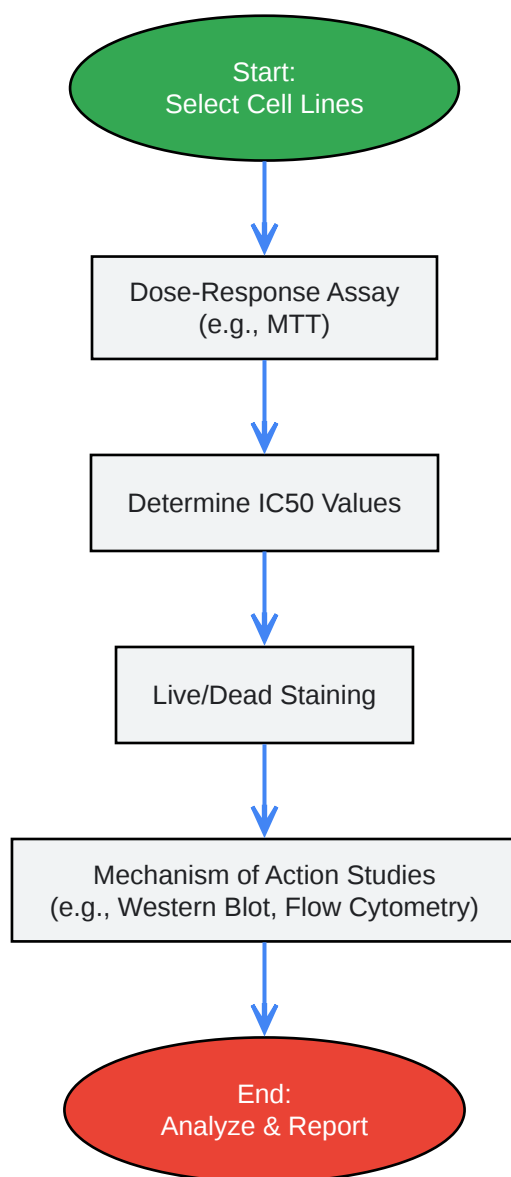 Start:
Select Cell Lines
Dose-Response Assay
(e.g., MTT)
Determine IC50 Values
Live/Dead Staining
Mechanism of Action Studies
(e.g., Western Blot, Flow Cytometry)
End:
Analyze & Report